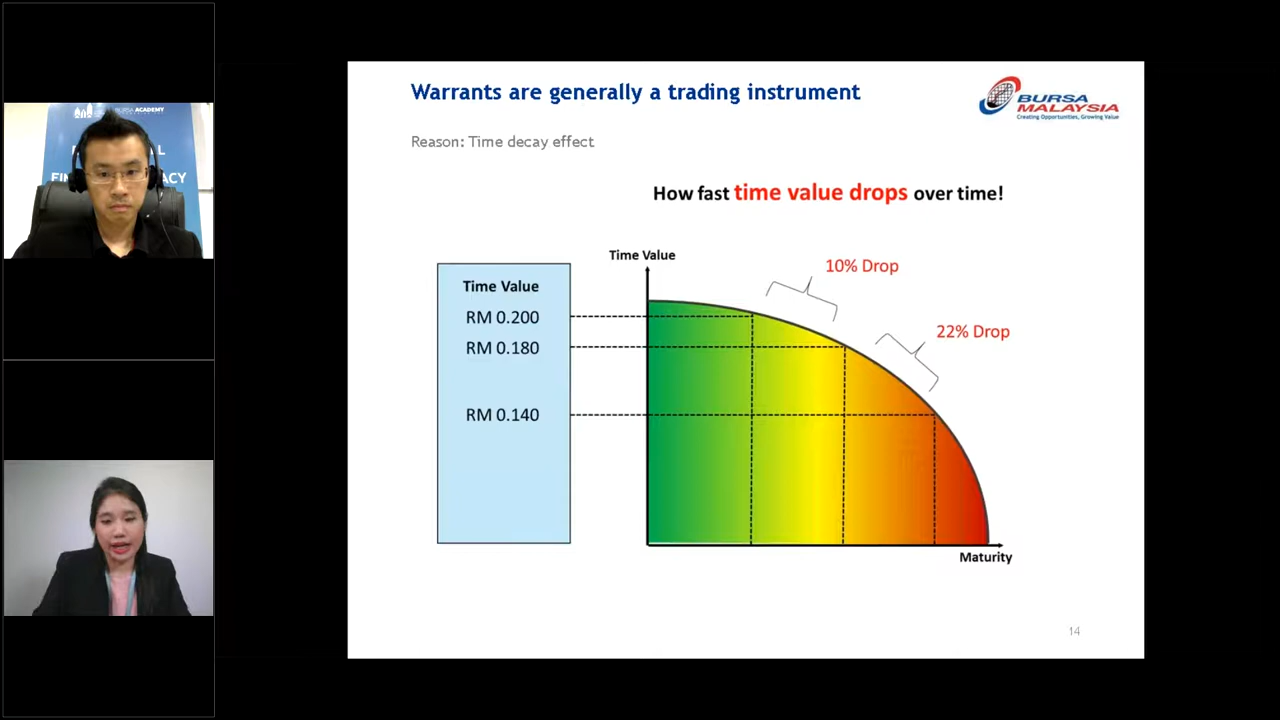 BURSA ACADEMY
Warrants are generally a trading instrument
BURSA
MALAYSIA
Creating Opportunities, Growing Value
Reason: Time decay effect
How fast time value drops over time!
Time Value
10% Drop
Time Value
RM 0.200
22% Drop
RM 0.180
RM 0.140
Maturity
14